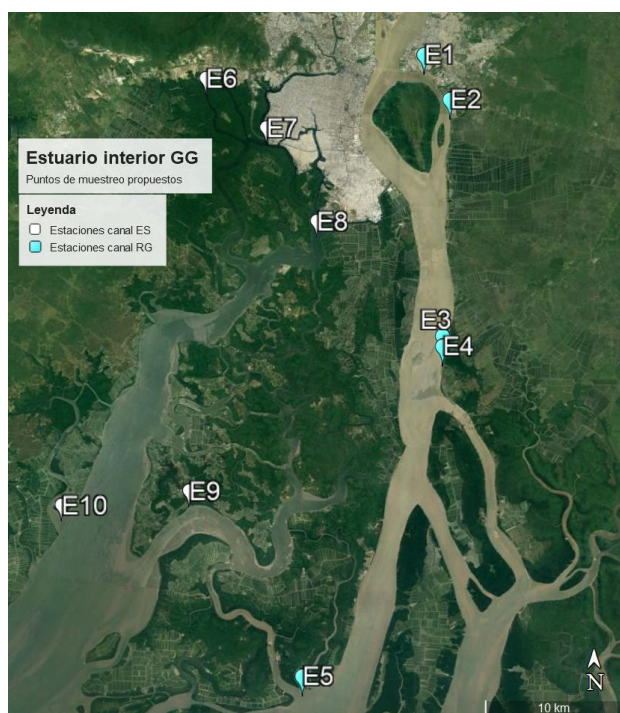 E1
E6
E2
E7
Estuario interior GG
Puntos de muestreo propuestos
Leyenda
Estaciones canal ES
Estaciones canal RG
E8
E3
E4
E9
E10
E5
N
10 km